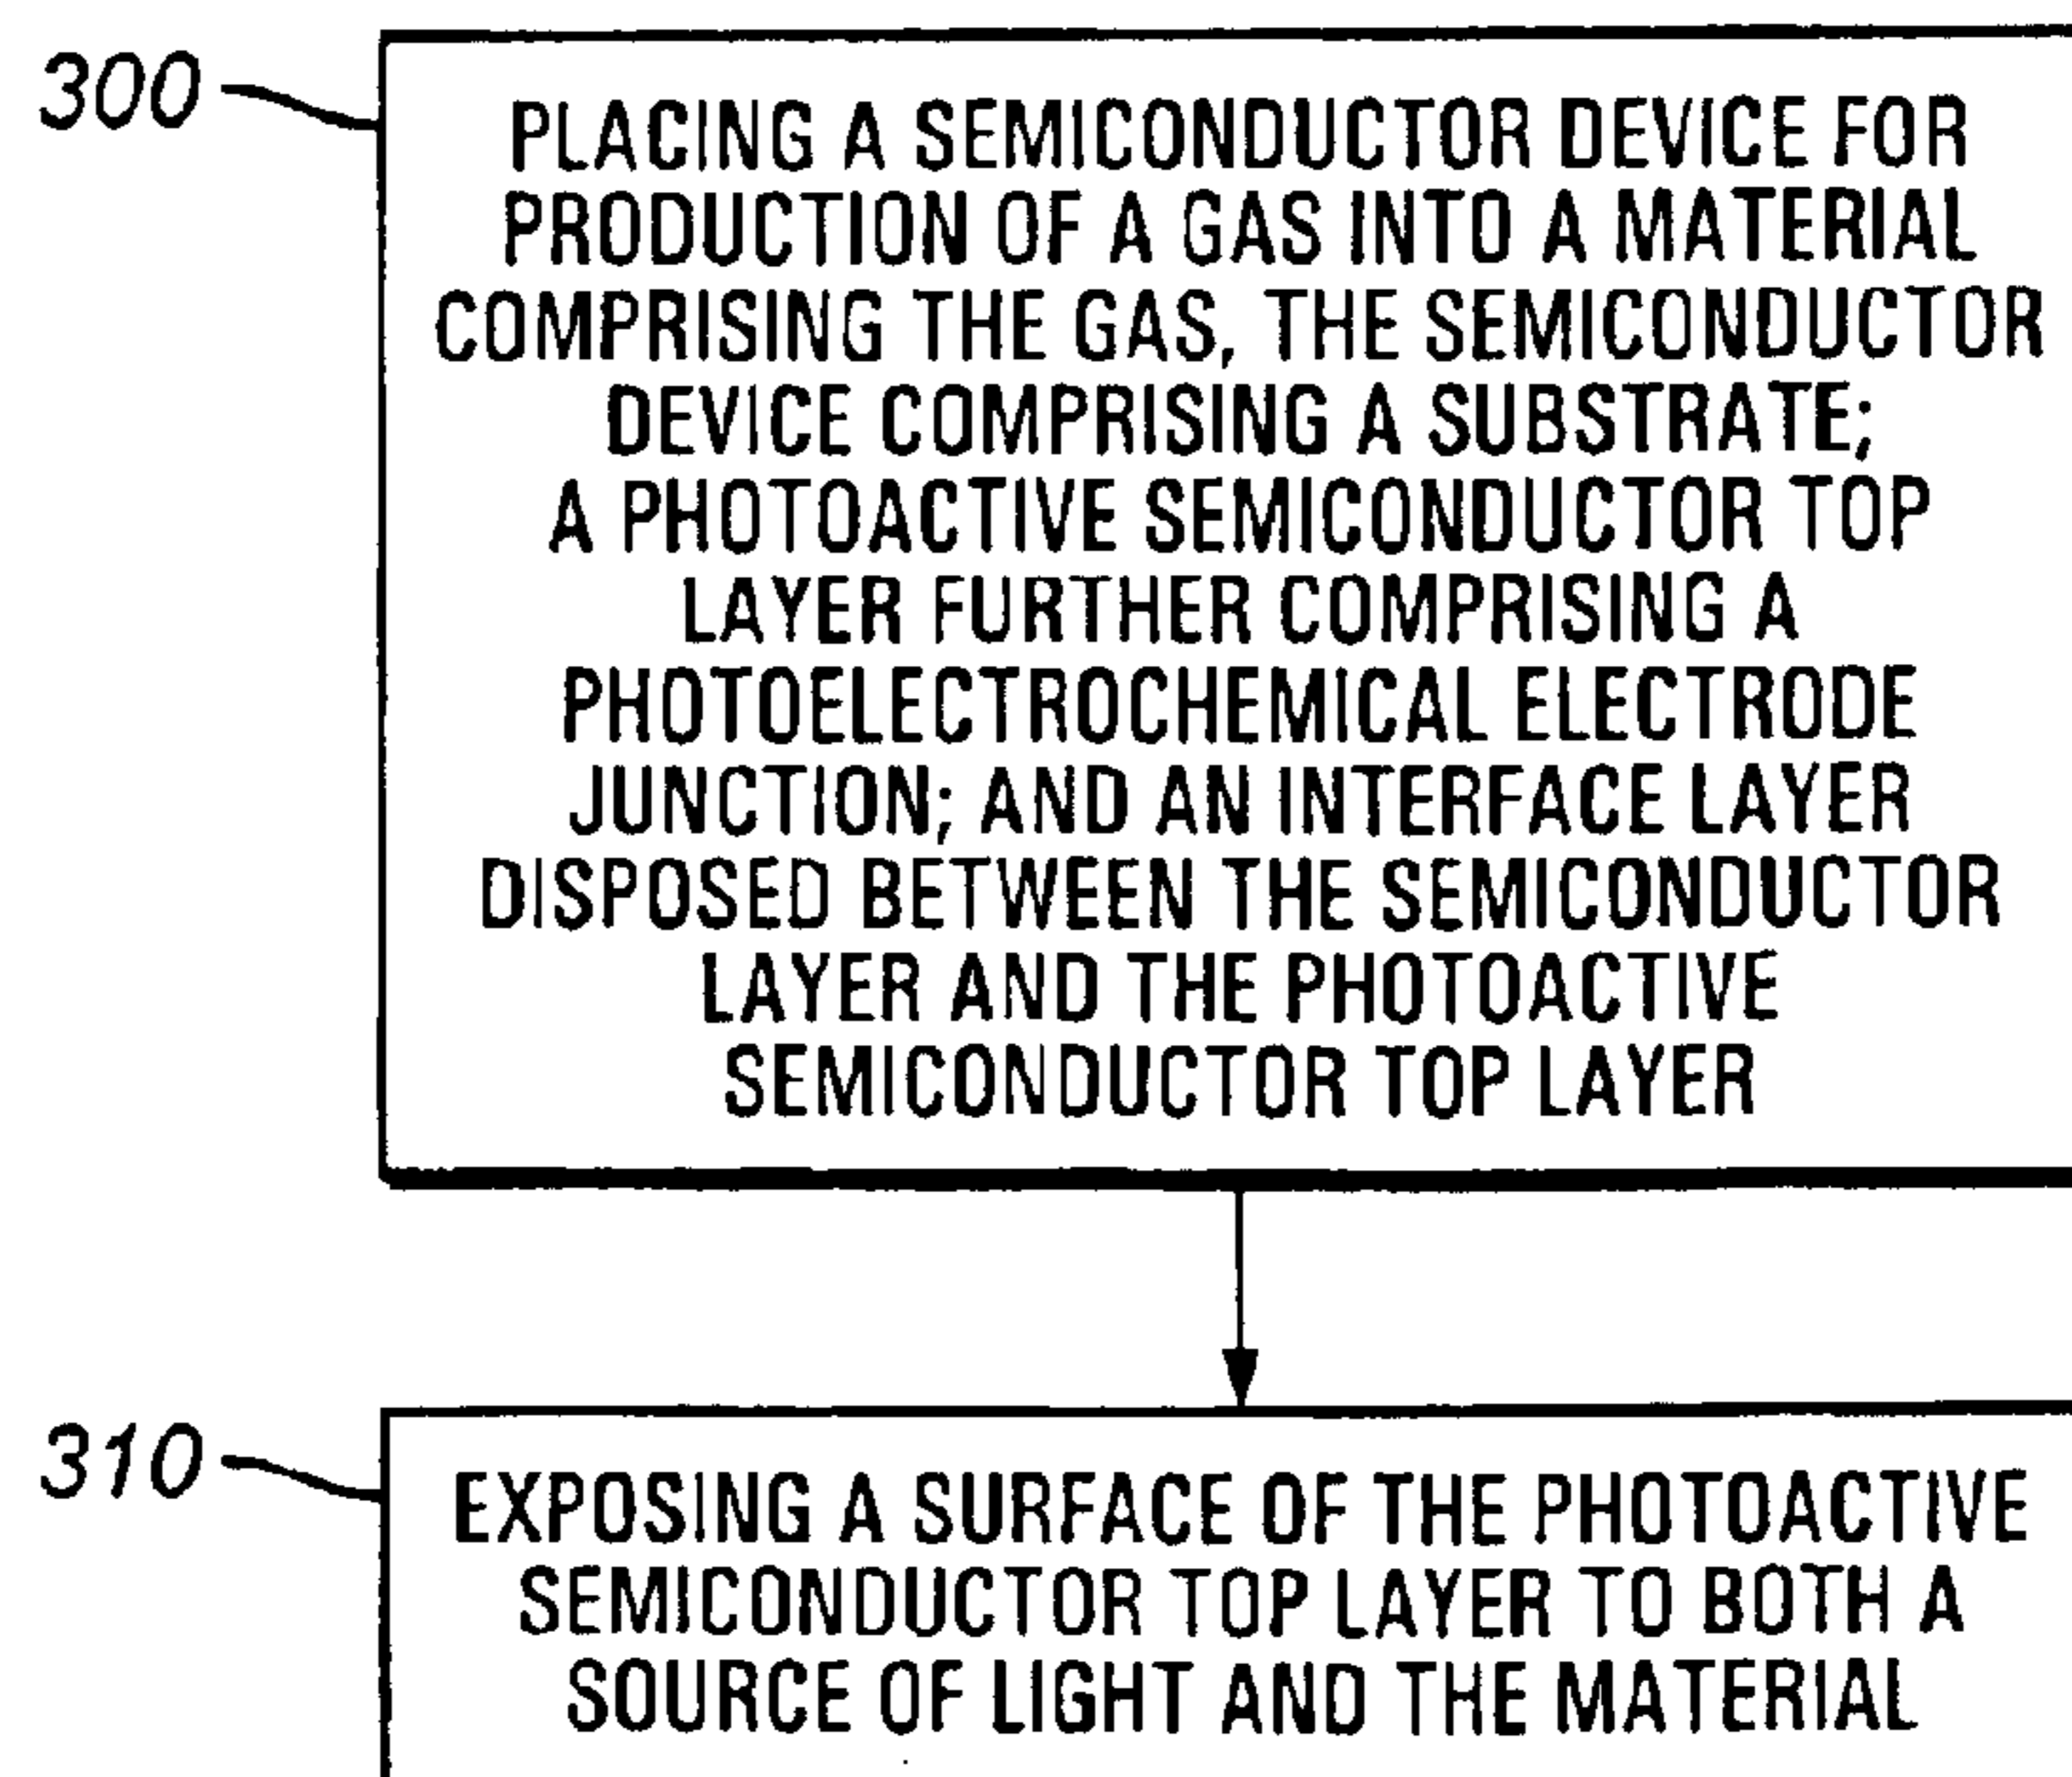 300
PLACING A SEMICONDUCTOR DEVICE FOR
PRODUCTION OF A GAS INTO A MATERIAL
COMPRISING THE GAS, THE SEMICONDUCTOR
DEVICE COMPRISING A SUBSTRATE;
A PHOTOACTIVE SEMICONDUCTOR TOP
LAYER FURTHER COMPRISING A
PHOTOELECTROCHEMICAL ELECTRODE
JUNCTION; AND AN INTERFACE LAYER
DISPOSED BETWEEN THE SEMICONDUCTOR
LAYER AND THE PHOTOACTIVE
SEMICONDUCTOR TOP LAYER
310
EXPOSING A SURFACE OF THE PHOTOACTIVE
SEMICONDUCTOR TOP LAYER TO BOTH A
SOURCE OF LIGHT AND THE MATERIAL